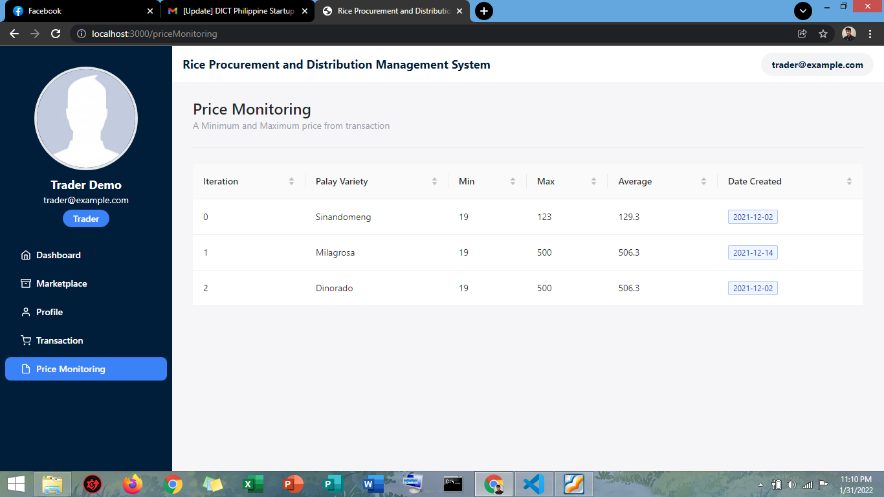 Facebook
[Update] DICT Philippine Startup
Rice Procurement and Distributio
localhost:3000/priceMonitoring
Rice Procurement and Distribution Management System
trader@example.com
Trader Demo
trader@example.com
Trader
Dashboard
Marketplace
Profile
Transaction
Price Monitoring
Price Monitoring
A Minimum and Maximum price from transaction
Iteration Palay Variety Min Max Average Date Created
0 Sinandomeng 19 123 129.3 2021-12-02
1 Milagrosa 19 500 506.3 2021-12-14
2 Dinorado 19 500 506.3 2021-12-02
11:10 PM
1/31/2022